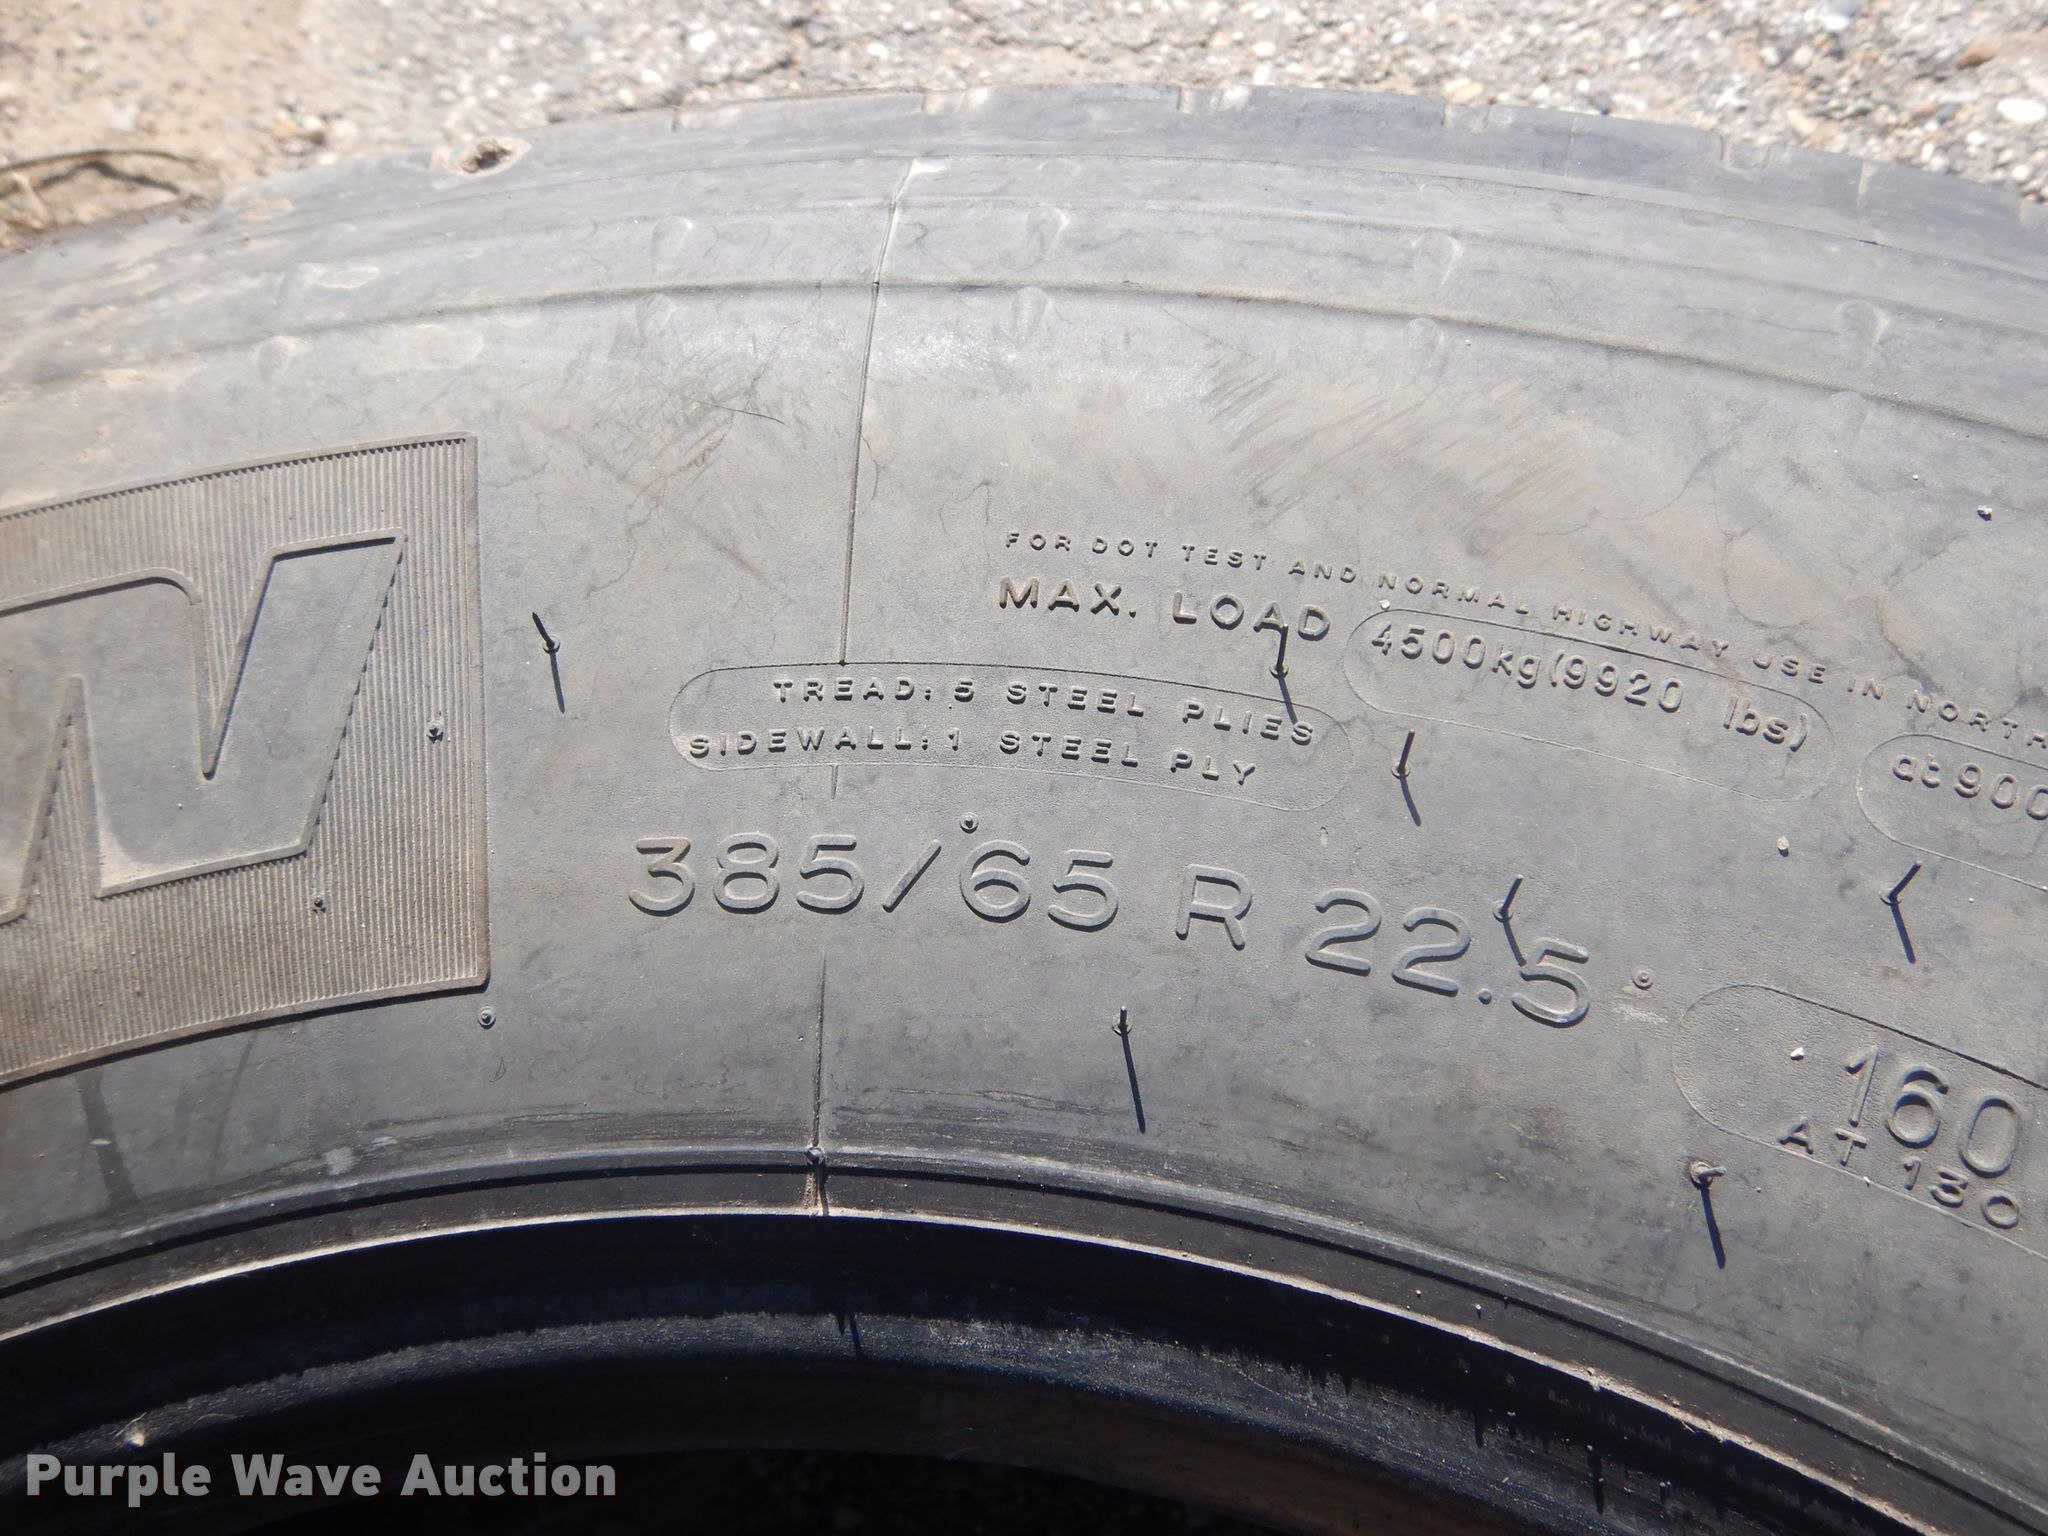 N
FOR DOT TEST AND NORMAL HIGHWAY USE IN NORTH
MAX. LOAD 4500kg (9920 lbs) at 900
TREAD: 5 STEEL PLIES
SIDEWALL: 1 STEEL PLY
385/65 R 22.5
160
AT 130
Purple Wave Auction